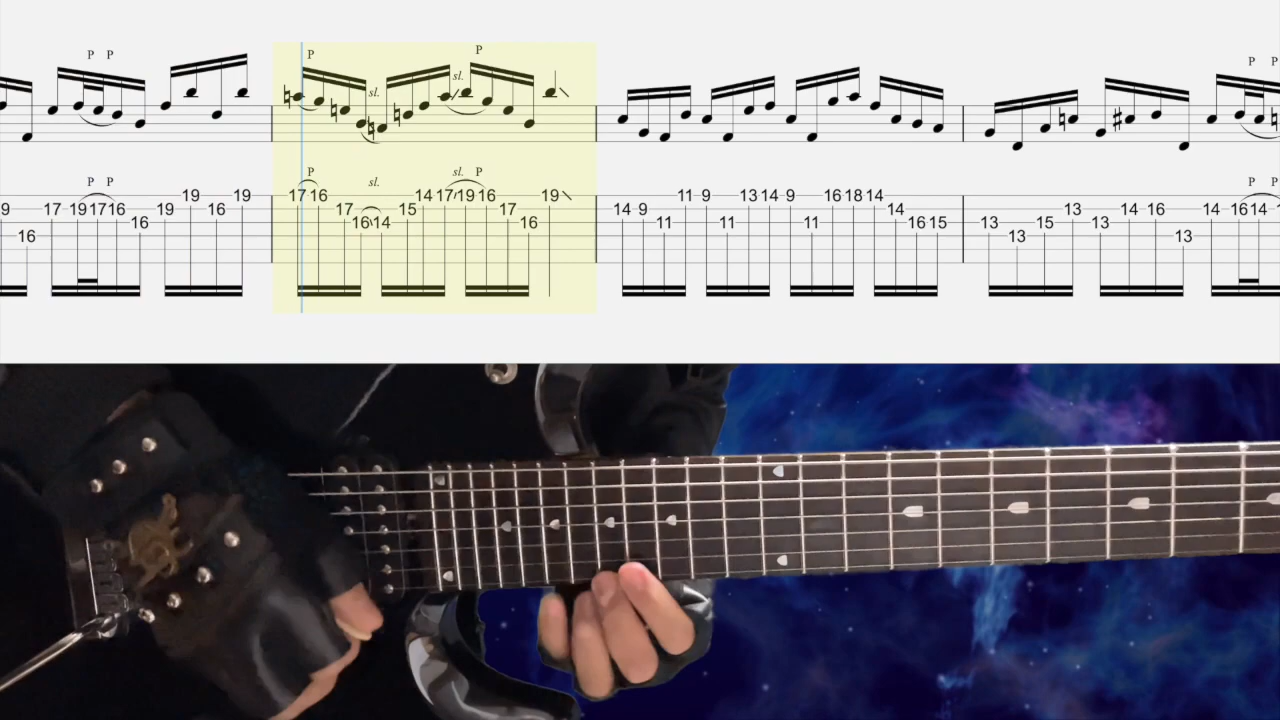 P P P P P P
sl. sl.
P P P sl. sl. P P P
19 19 17 16 14 17/19 16 19 11 9 13 14 9 16 18 14
9 17 19 17 16 19 16 17 15 17 14 9 14 13 14 16 14 16 14
16 16 14 16 11 11 11 16 15 13 15 13
16 13 13